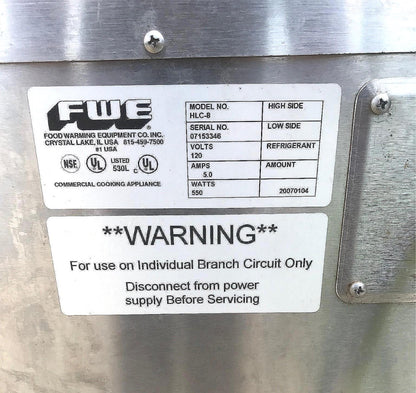 FWE®
FOOD WARMING EQUIPMENT CO. INC.
CRYSTAL LAKE, IL USA 815-459-7500
#1 USA
NSF UL LISTED 530L c UL
COMMERCIAL COOKING APPLIANCE
MODEL NO. HIGH SIDE
HLC-8
SERIAL NO. LOW SIDE
07153346
VOLTS REFRIGERANT
120
AMPS AMOUNT
5.0
WATTS
550 20070104
**WARNING**
For use on Individual Branch Circuit Only
Disconnect from power
supply Before Servicing